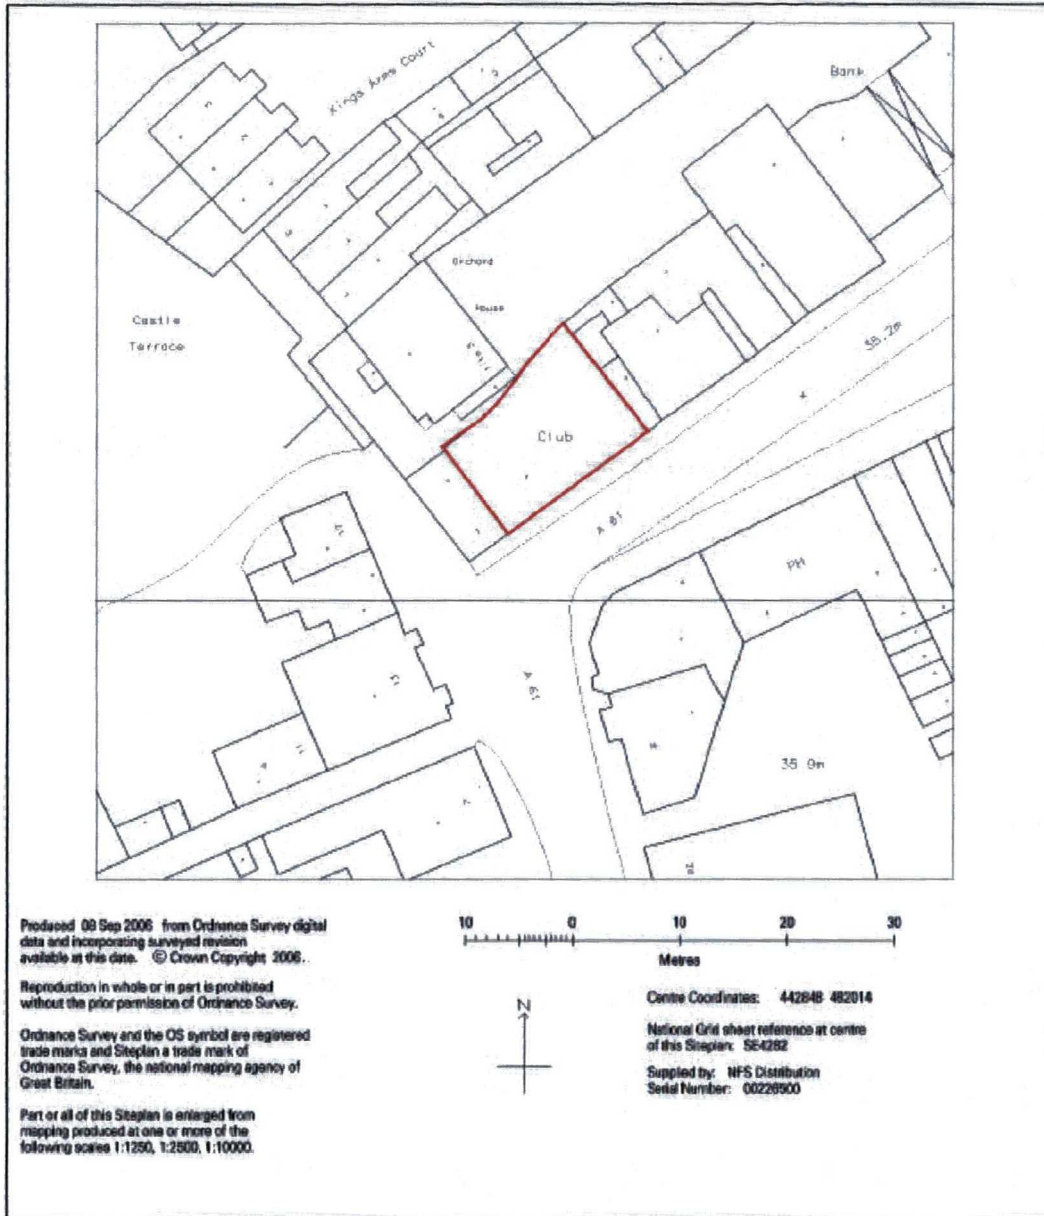 Kings Arms Court
Bank
Orchard
House
Castle
Terrace
38.2m
Club
A 61
PH
A 61
35.9m
Produced 08 Sep 2006 from Ordnance Survey digital
data and incorporating surveyed revision
available at this date. © Crown Copyright 2006.
Reproduction in whole or in part is prohibited
without the prior permission of Ordnance Survey.
Ordnance Survey and the OS symbol are registered
trade marks and Siteplan a trade mark of
Ordnance Survey, the national mapping agency of
Great Britain.
Part or all of this Siteplan is enlarged from
mapping produced at one or more of the
following scales 1:1250, 1:2500, 1:10000.
10 0 10 20 30
Metres
N
Centre Coordinates: 442848 482014
National Grid sheet reference at centre
of this Siteplan: SE4282
Supplied by: NFS Distribution
Serial Number: 00226500